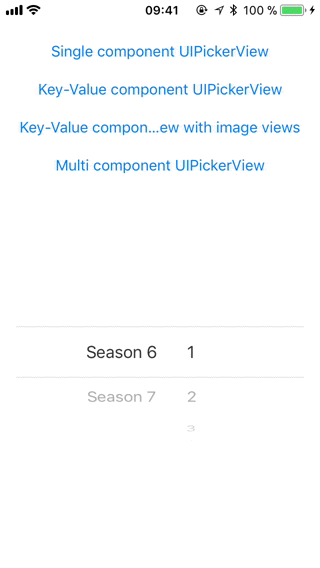 09:41 100 %
Single component UIPickerView
Key-Value component UIPickerView
Key-Value compon...ew with image views
Multi component UIPickerView
Season 6 1
Season 7 2
3